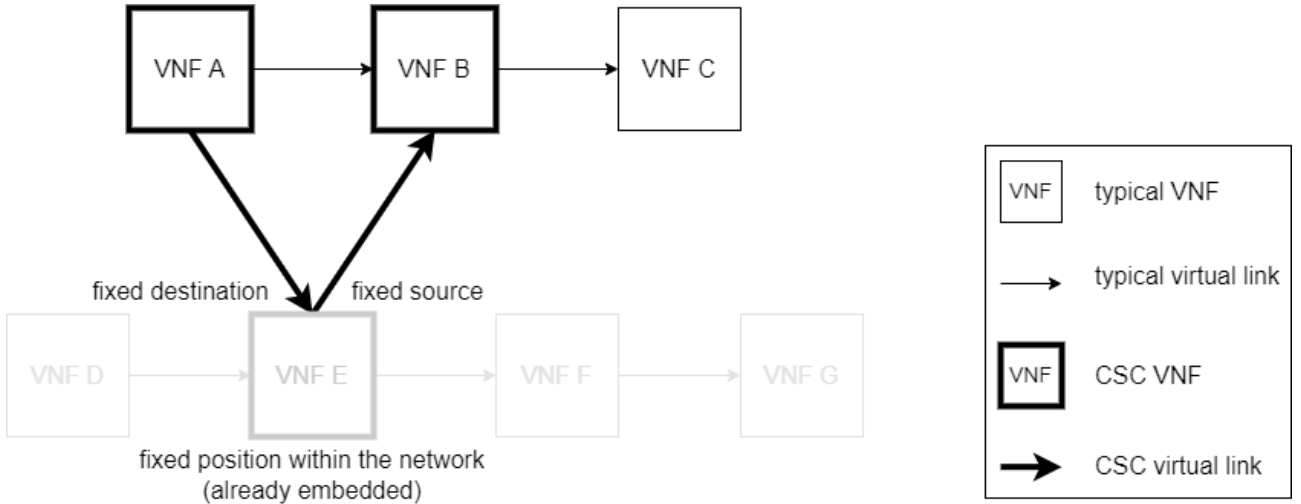 VNF A
VNF B
VNF C
fixed destination
fixed source
VNF D
VNF E
VNF F
VNF G
fixed position within the network
(already embedded)
VNF
typical VNF
typical virtual link
VNF
CSC VNF
CSC virtual link